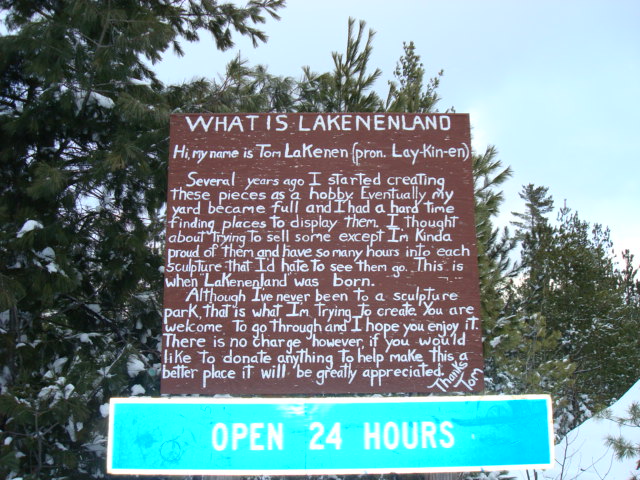 WHAT IS LAKENENLAND
Hi, my name is Tom LaKenen (pron. Lay-Kin-en)
Several years ago I started creating
these pieces as a hobby. Eventually my
yard became full and I had a hard time
finding places to display them. I thought
about trying to sell some except I'm Kinda
proud of them and have so many hours into each
sculpture that I'd hate to see them go. This is
when Lakenenland was born.
Although I've never been to a sculpture
park, that is what I'm trying to create. You are
welcome to go through and I hope you enjoy it.
There is no charge however, if you would
like to donate anything to help make this a
better place it will be greatly appreciated.
Thanks
Tom
OPEN 24 HOURS